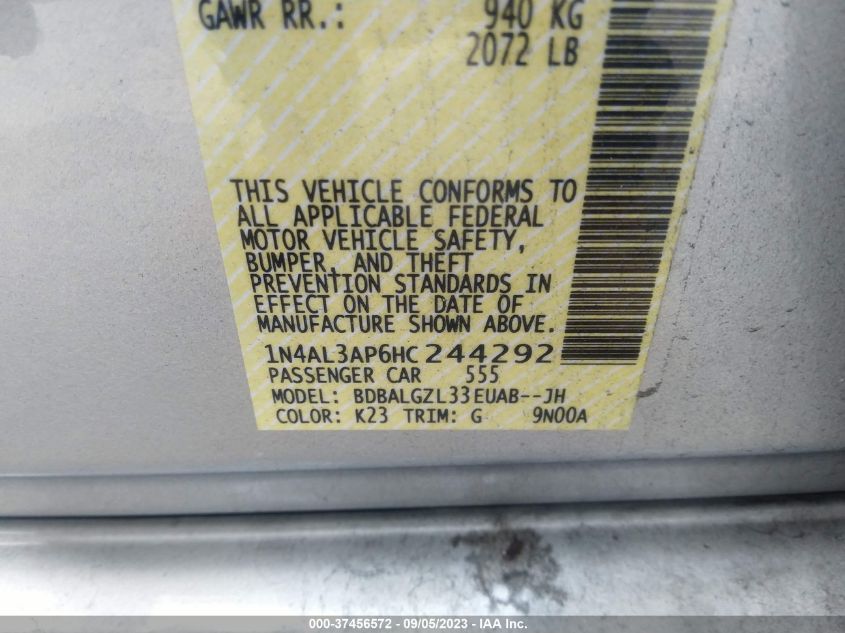 GAWR RR.: 940 KG
2072 LB
THIS VEHICLE CONFORMS TO
ALL APPLICABLE FEDERAL
MOTOR VEHICLE SAFETY,
BUMPER, AND THEFT
PREVENTION STANDARDS IN
EFFECT ON THE DATE OF
MANUFACTURE SHOWN ABOVE.
1N4AL3AP6HC244292
PASSENGER CAR 555
MODEL: BDBALGZL33EUAB--JH
COLOR: K23 TRIM: G 9N00A
000-37456572 - 09/05/2023 - IAA Inc.